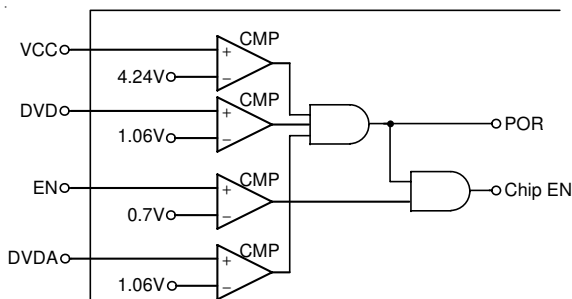 VCC
+
CMP
4.24V
−
DVD
+
CMP
1.06V
−
POR
EN
+
CMP
Chip EN
0.7V
−
DVDA
+
CMP
1.06V
−